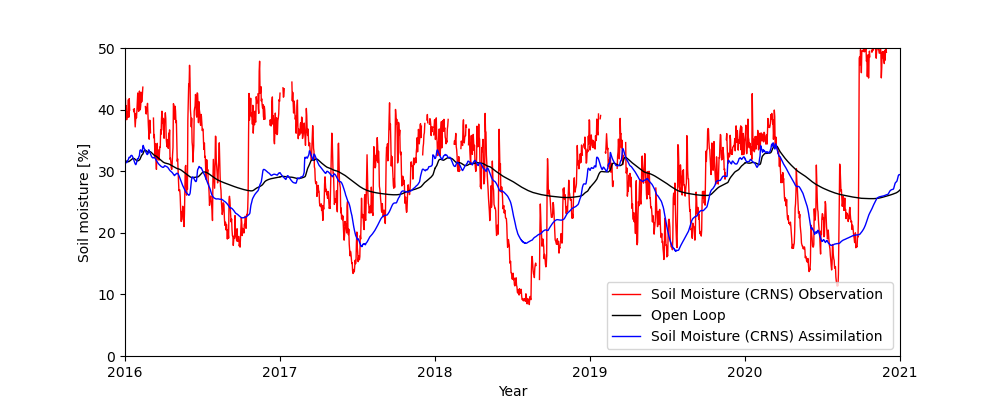 50
40
30
20
10
0
Soil moisture [%]
Soil Moisture (CRNS) Observation
Open Loop
Soil Moisture (CRNS) Assimilation
2016 2017 2018 2019 2020 2021
Year